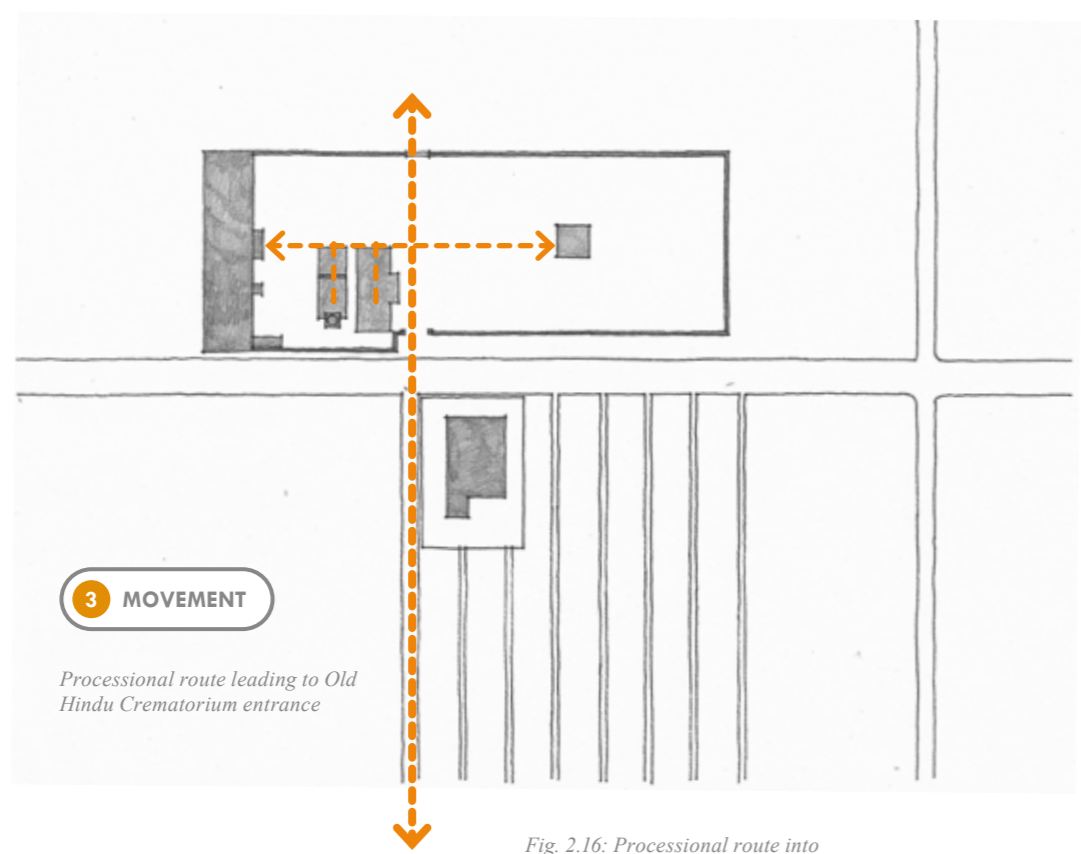 3 MOVEMENT
Processional route leading to Old
Hindu Crematorium entrance
Fig. 2.16: Processional route into